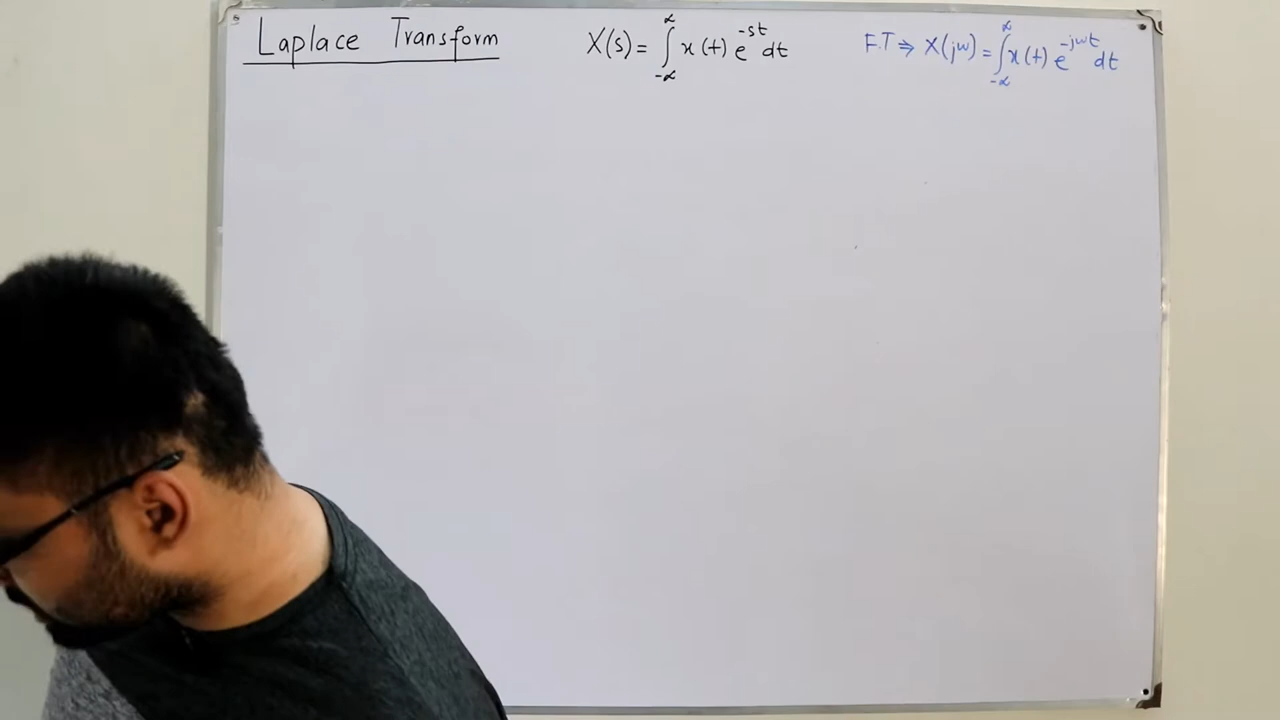 Laplace Transform
X(s) = ∫_{-∞}^{∞} x(t) e^{-st} dt
F.T ⇒ X(jω) = ∫_{-∞}^{∞} x(t) e^{-jωt} dt